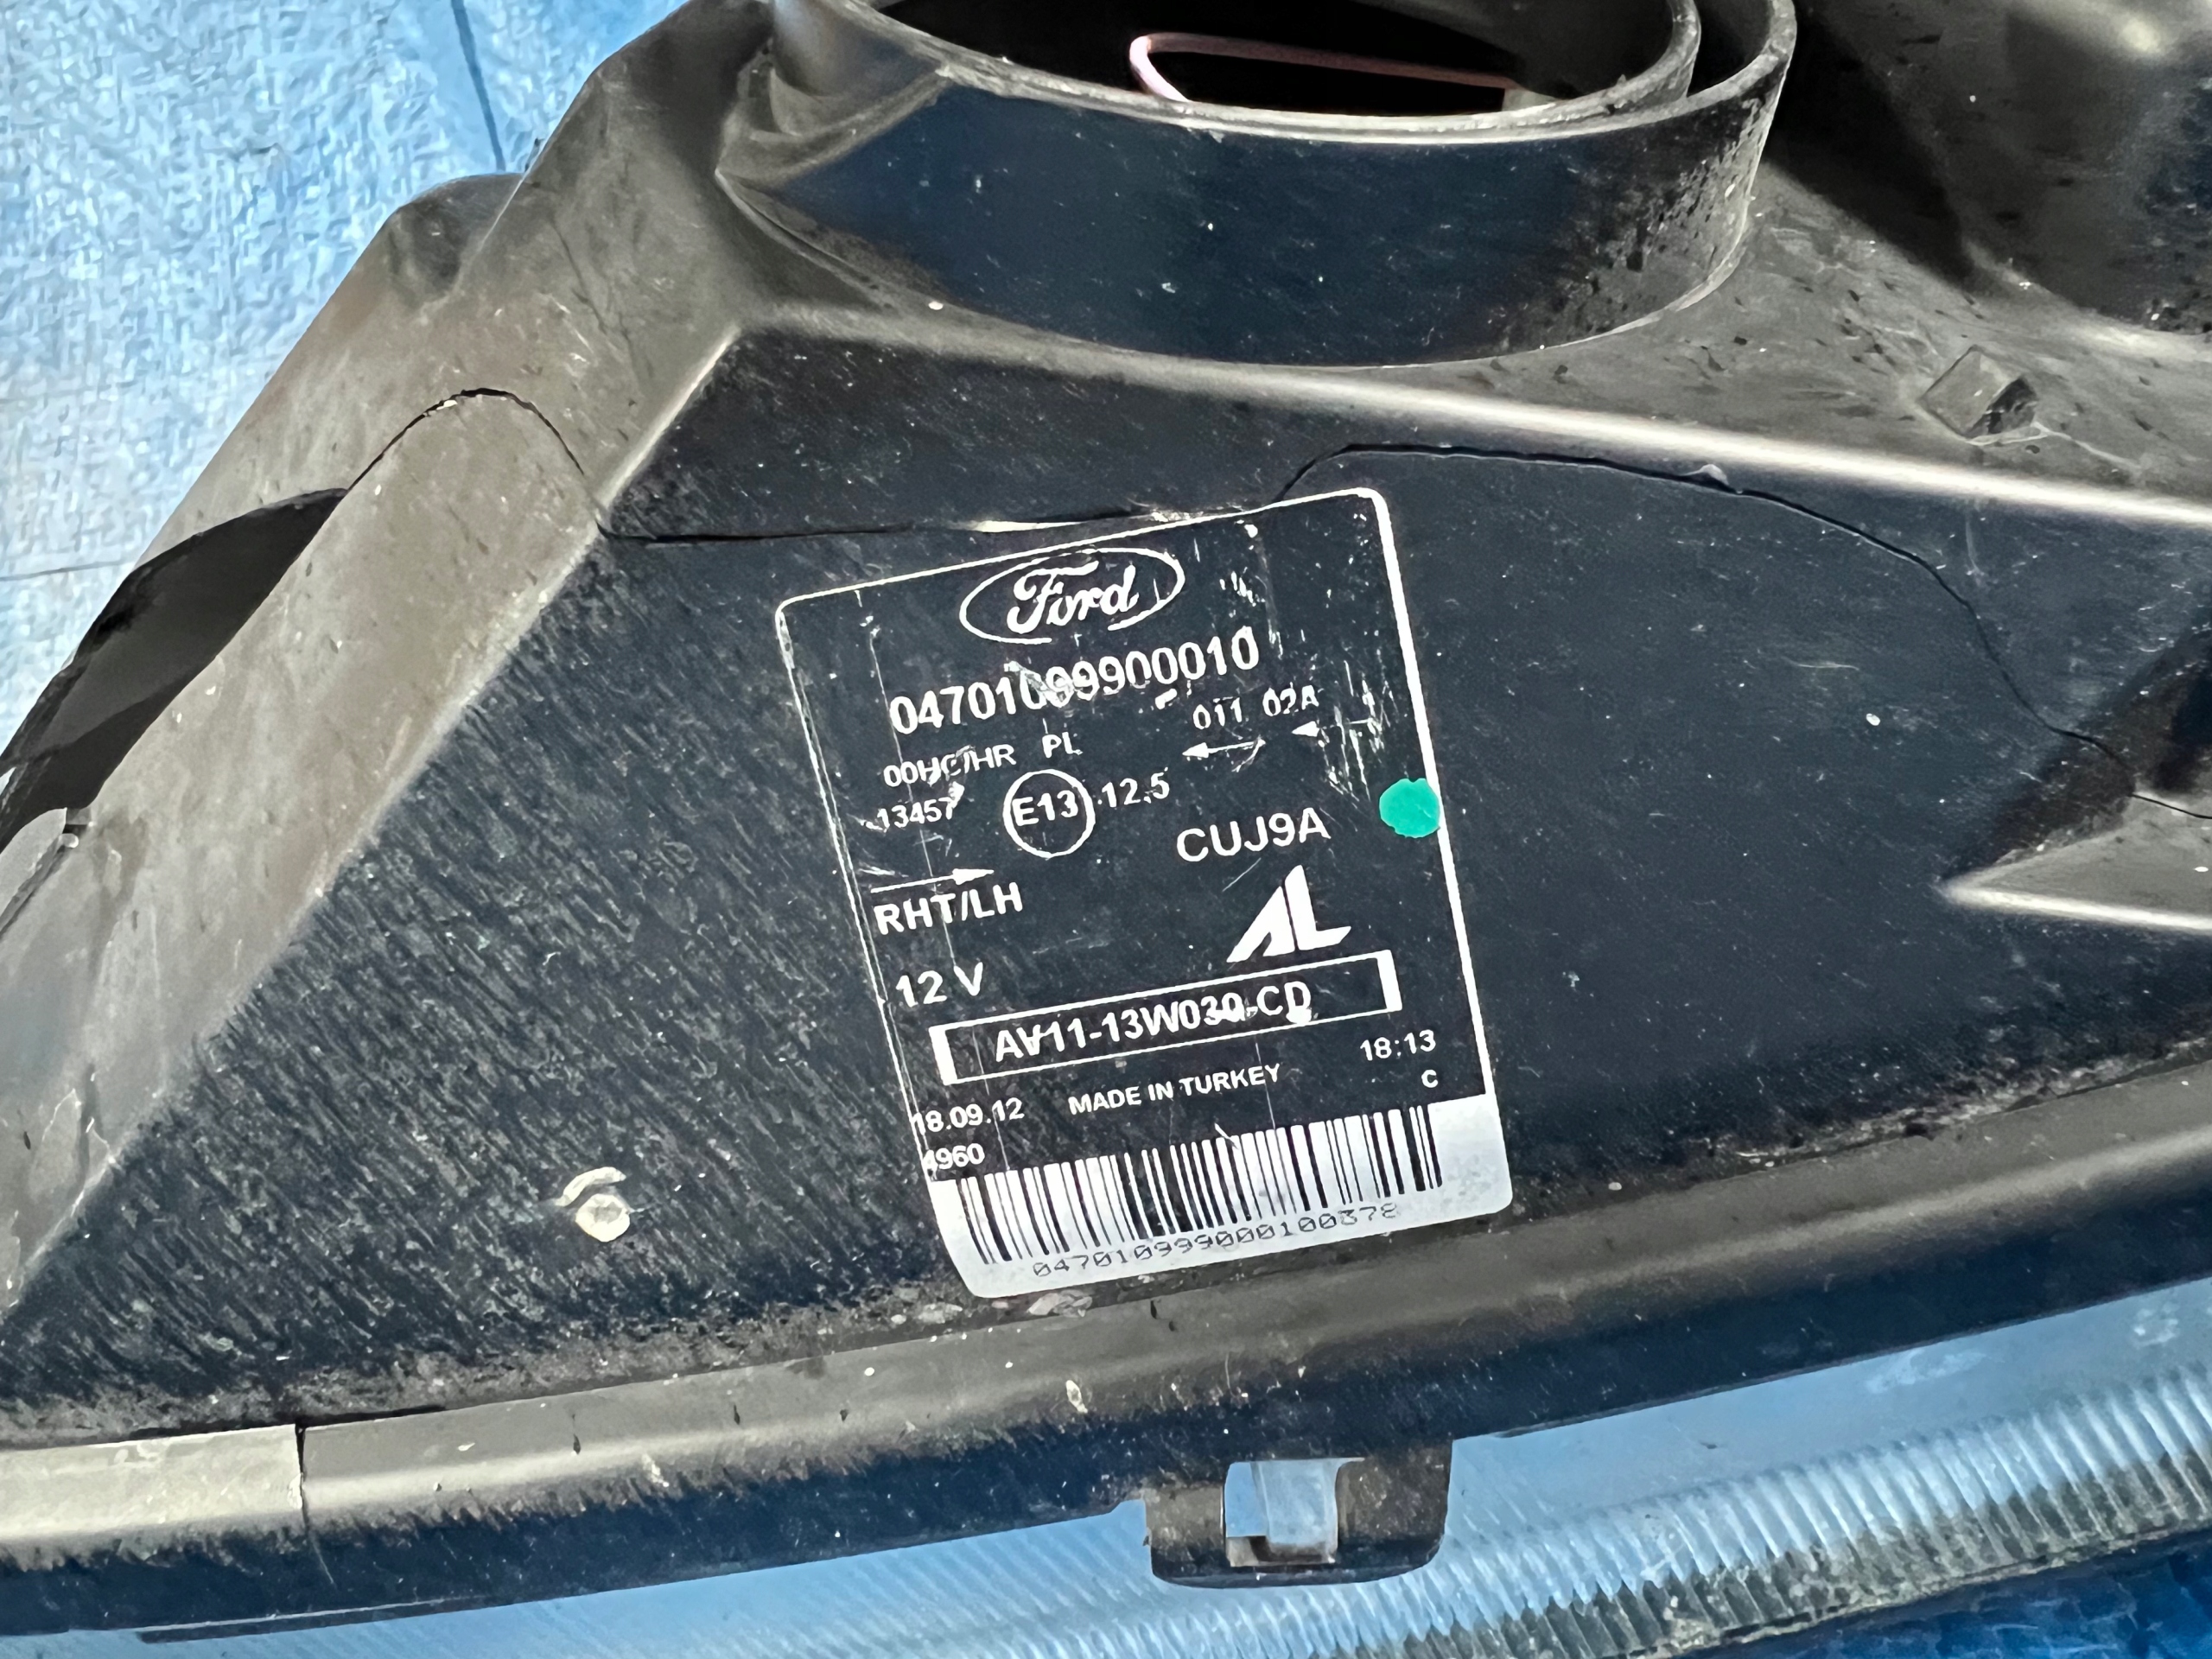 Ford
04701099900010
00HC/HR PL 011 02A
13457 E13 12,5
CUJ9A
RHT/LH
AL
12 V
AV11-13W030-CD
18.09.12 MADE IN TURKEY 18:13
4960 C
047010999000100378